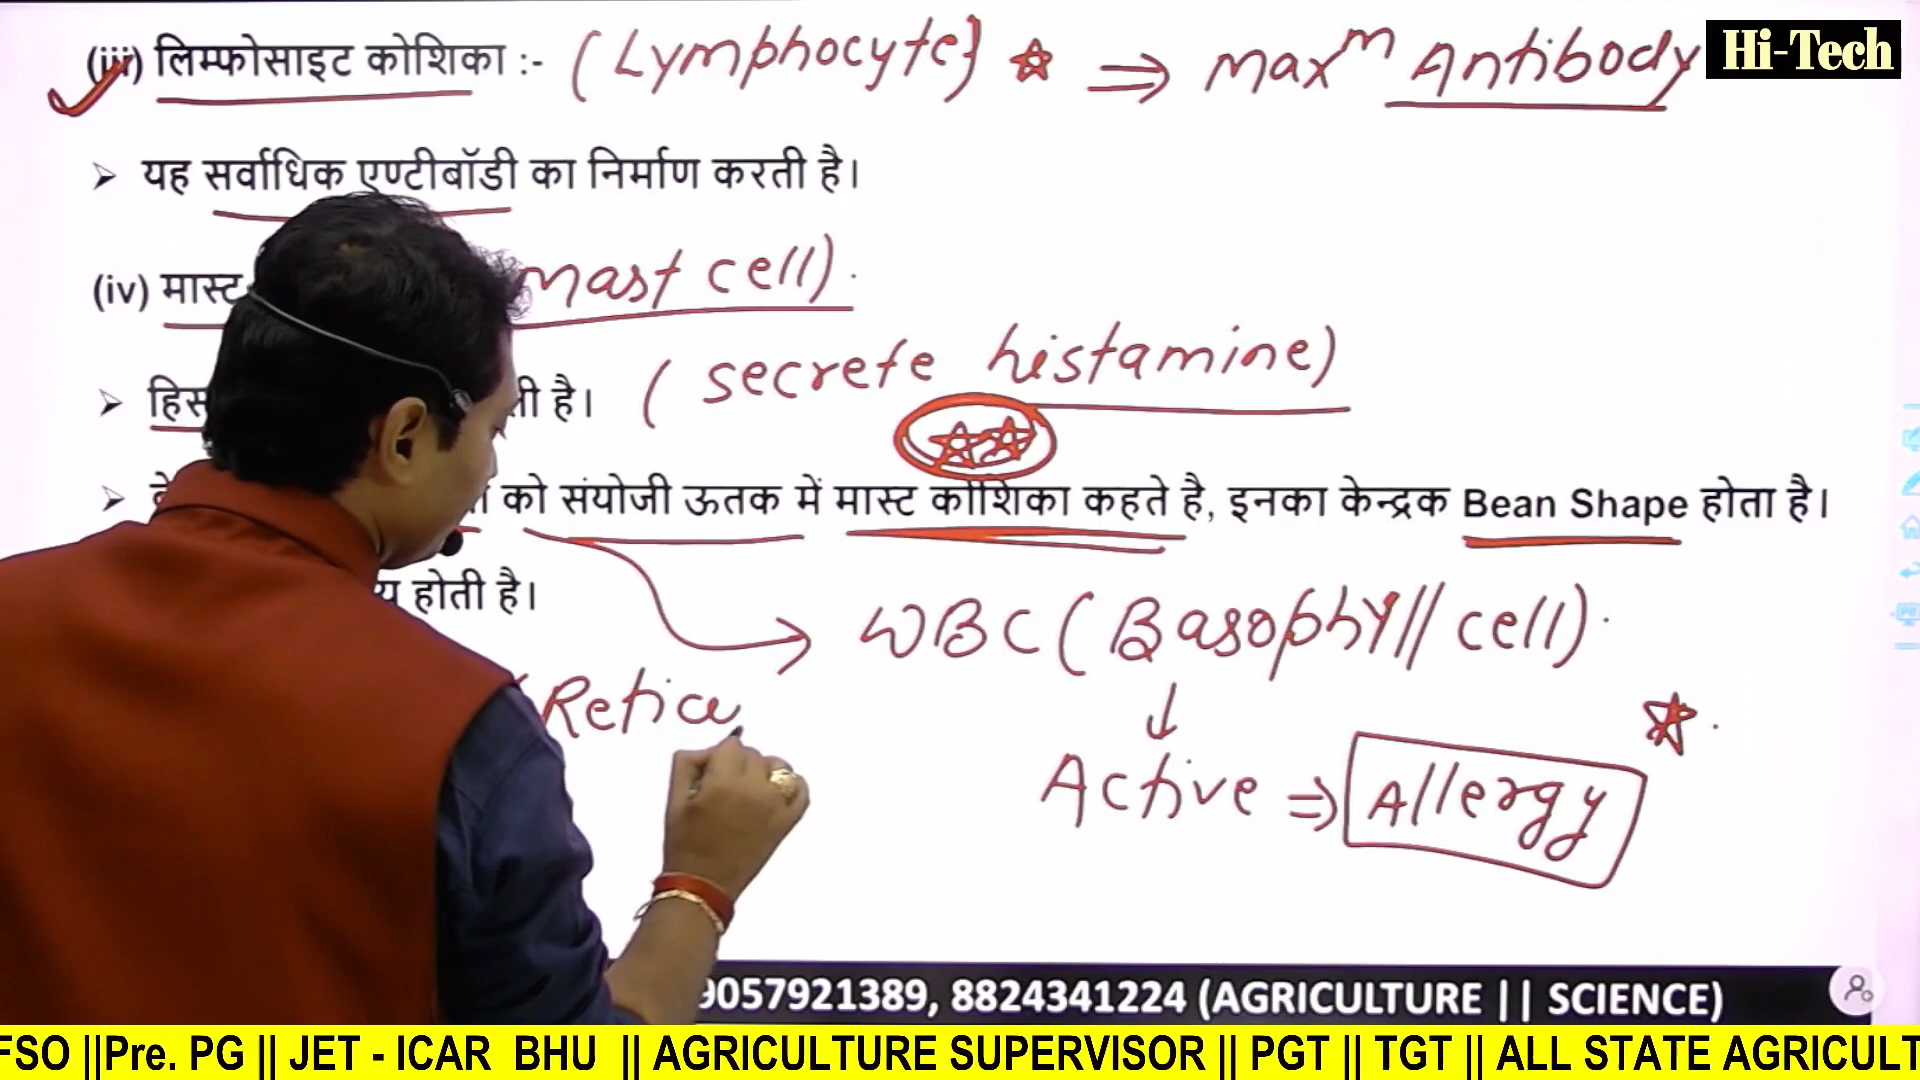 (iii) लिम्फोसाइट कोशिका :- (Lymphocyte} ⇒ Maxᵐ Antibody
Hi-Tech
➢ यह सर्वाधिक एण्टीबॉडी का निर्माण करती है।
(iv) मास्ट mast cell).
➢ हिस ती है। ( secrete histamine)
➢ को संयोजी ऊतक में मास्ट कोशिका कहते है, इनका केन्द्रक Bean Shape होता है।
य होती है। → WBC ( Basophyll cell).
Reticu ↓
Active ⇒ Allergy
9057921389, 8824341224 (AGRICULTURE || SCIENCE)
FSO ||Pre. PG || JET - ICAR BHU || AGRICULTURE SUPERVISOR || PGT || TGT || ALL STATE AGRICULT